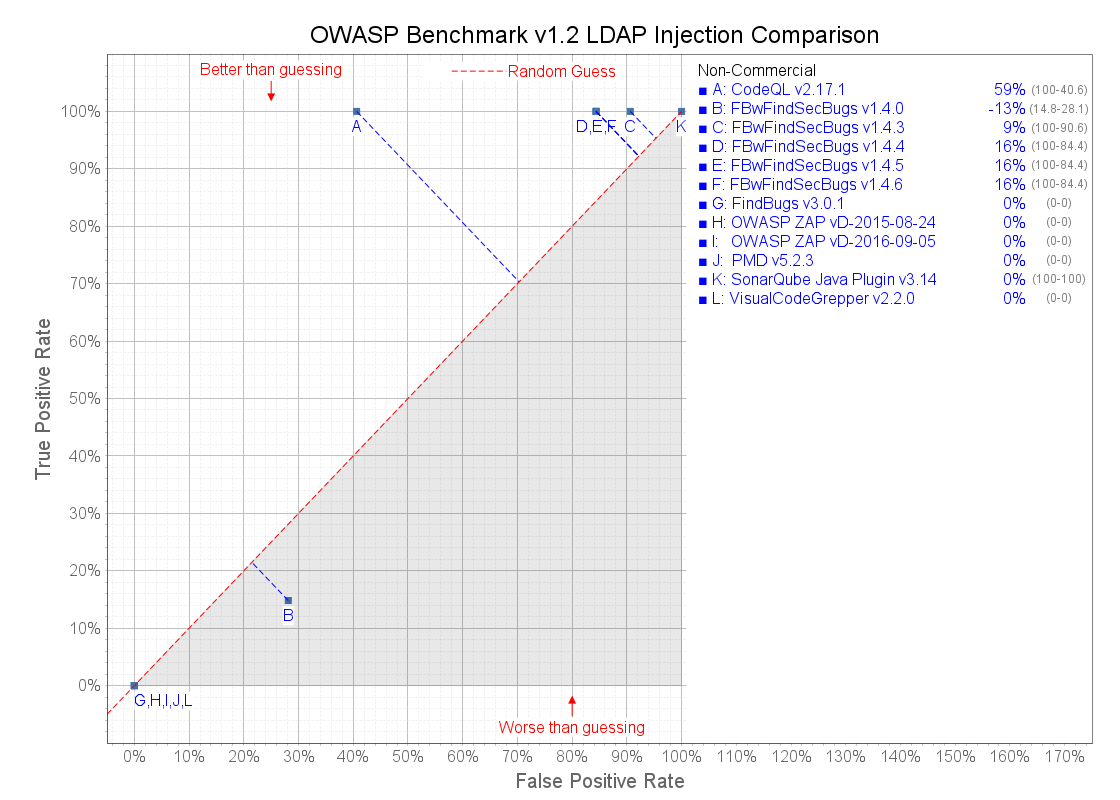 OWASP Benchmark v1.2 LDAP Injection Comparison
Better than guessing
Random Guess
Non-Commercial
A: CodeQL v2.17.1 59% (100-40.6)
B: FBwFindSecBugs v1.4.0 -13% (14.8-28.1)
C: FBwFindSecBugs v1.4.3 9% (100-90.6)
D: FBwFindSecBugs v1.4.4 16% (100-84.4)
E: FBwFindSecBugs v1.4.5 16% (100-84.4)
F: FBwFindSecBugs v1.4.6 16% (100-84.4)
G: FindBugs v3.0.1 0% (0-0)
H: OWASP ZAP vD-2015-08-24 0% (0-0)
I: OWASP ZAP vD-2016-09-05 0% (0-0)
J: PMD v5.2.3 0% (0-0)
K: SonarQube Java Plugin v3.14 0% (100-100)
L: VisualCodeGrepper v2.2.0 0% (0-0)
100%
90%
80%
70%
60%
50%
40%
30%
20%
10%
0%
True Positive Rate
A
D,E,F
C
K
B
G,H,I,J,L
Worse than guessing
0% 10% 20% 30% 40% 50% 60% 70% 80% 90% 100% 110% 120% 130% 140% 150% 160% 170%
False Positive Rate